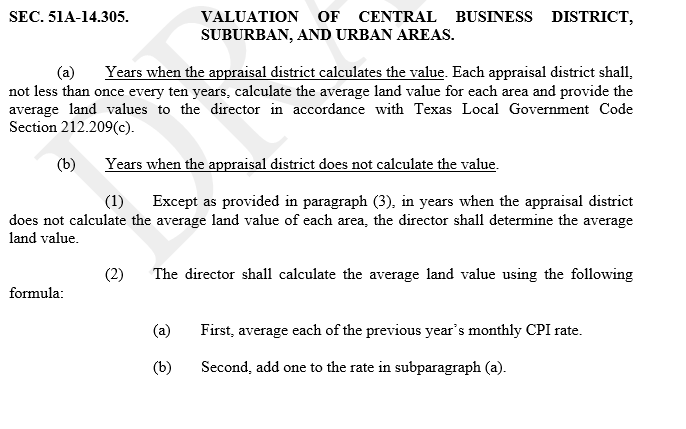 SEC. 51A-14.305. VALUATION OF CENTRAL BUSINESS DISTRICT,
SUBURBAN, AND URBAN AREAS.
(a) Years when the appraisal district calculates the value. Each appraisal district shall,
not less than once every ten years, calculate the average land value for each area and provide the
average land values to the director in accordance with Texas Local Government Code
Section 212.209(c).
(b) Years when the appraisal district does not calculate the value.
(1) Except as provided in paragraph (3), in years when the appraisal district
does not calculate the average land value of each area, the director shall determine the average
land value.
(2) The director shall calculate the average land value using the following
formula:
(a) First, average each of the previous year's monthly CPI rate.
(b) Second, add one to the rate in subparagraph (a).